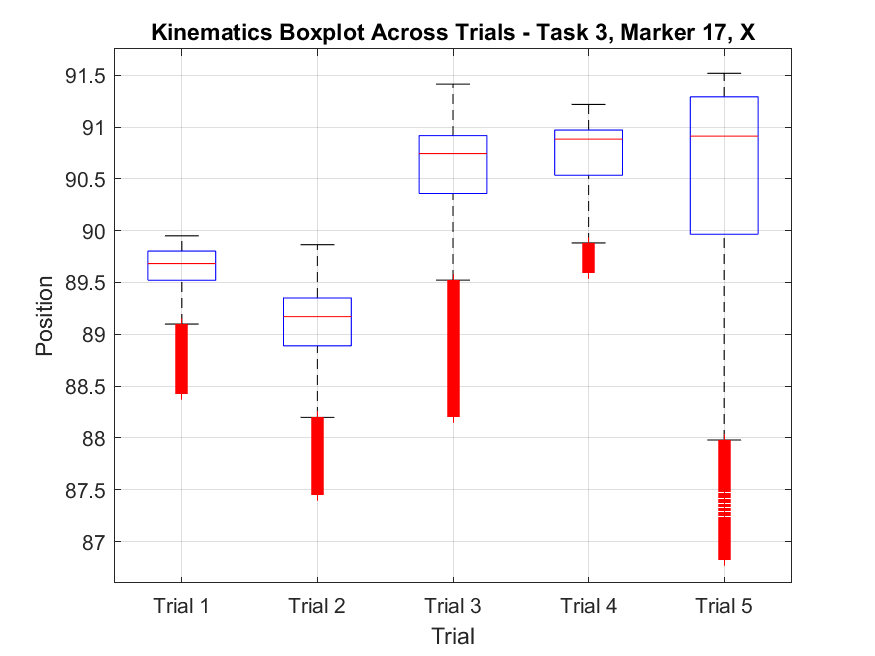 Kinematics Boxplot Across Trials - Task 3, Marker 17, X
91.5
91
90.5
90
89.5
89
88.5
88
87.5
87
Position
Trial 1 Trial 2 Trial 3 Trial 4 Trial 5
Trial